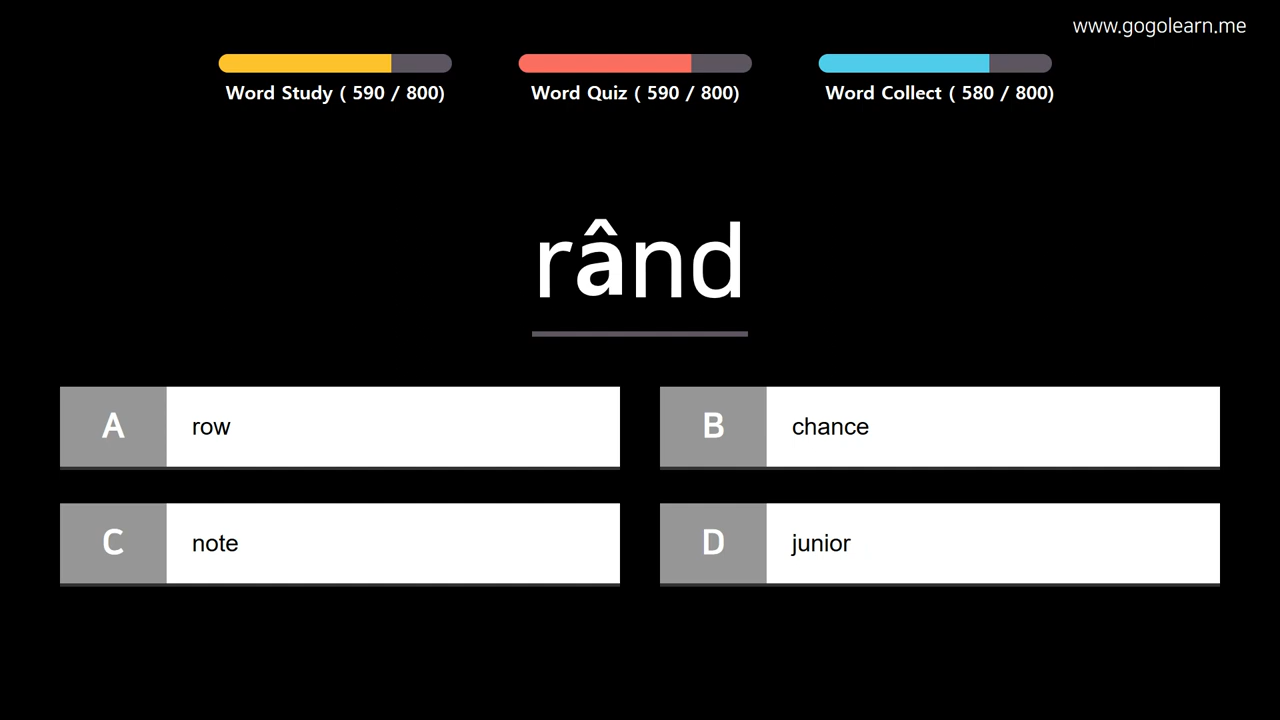 www.gogolearn.me
Word Study ( 590 / 800)
Word Quiz ( 590 / 800)
Word Collect ( 580 / 800)
rând
A row
B chance
C note
D junior